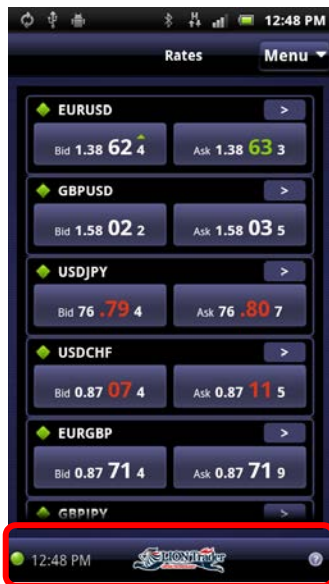 12:48 PM
Rates Menu
EURUSD >
Bid 1.38 62 4 Ask 1.38 63 3
GBPUSD >
Bid 1.58 02 2 Ask 1.58 03 5
USDJPY >
Bid 76 .79 4 Ask 76 .80 7
USDCHF >
Bid 0.87 07 4 Ask 0.87 11 5
EURGBP >
Bid 0.87 71 4 Ask 0.87 71 9
GBPJPY >
12:48 PM LION Trader ?